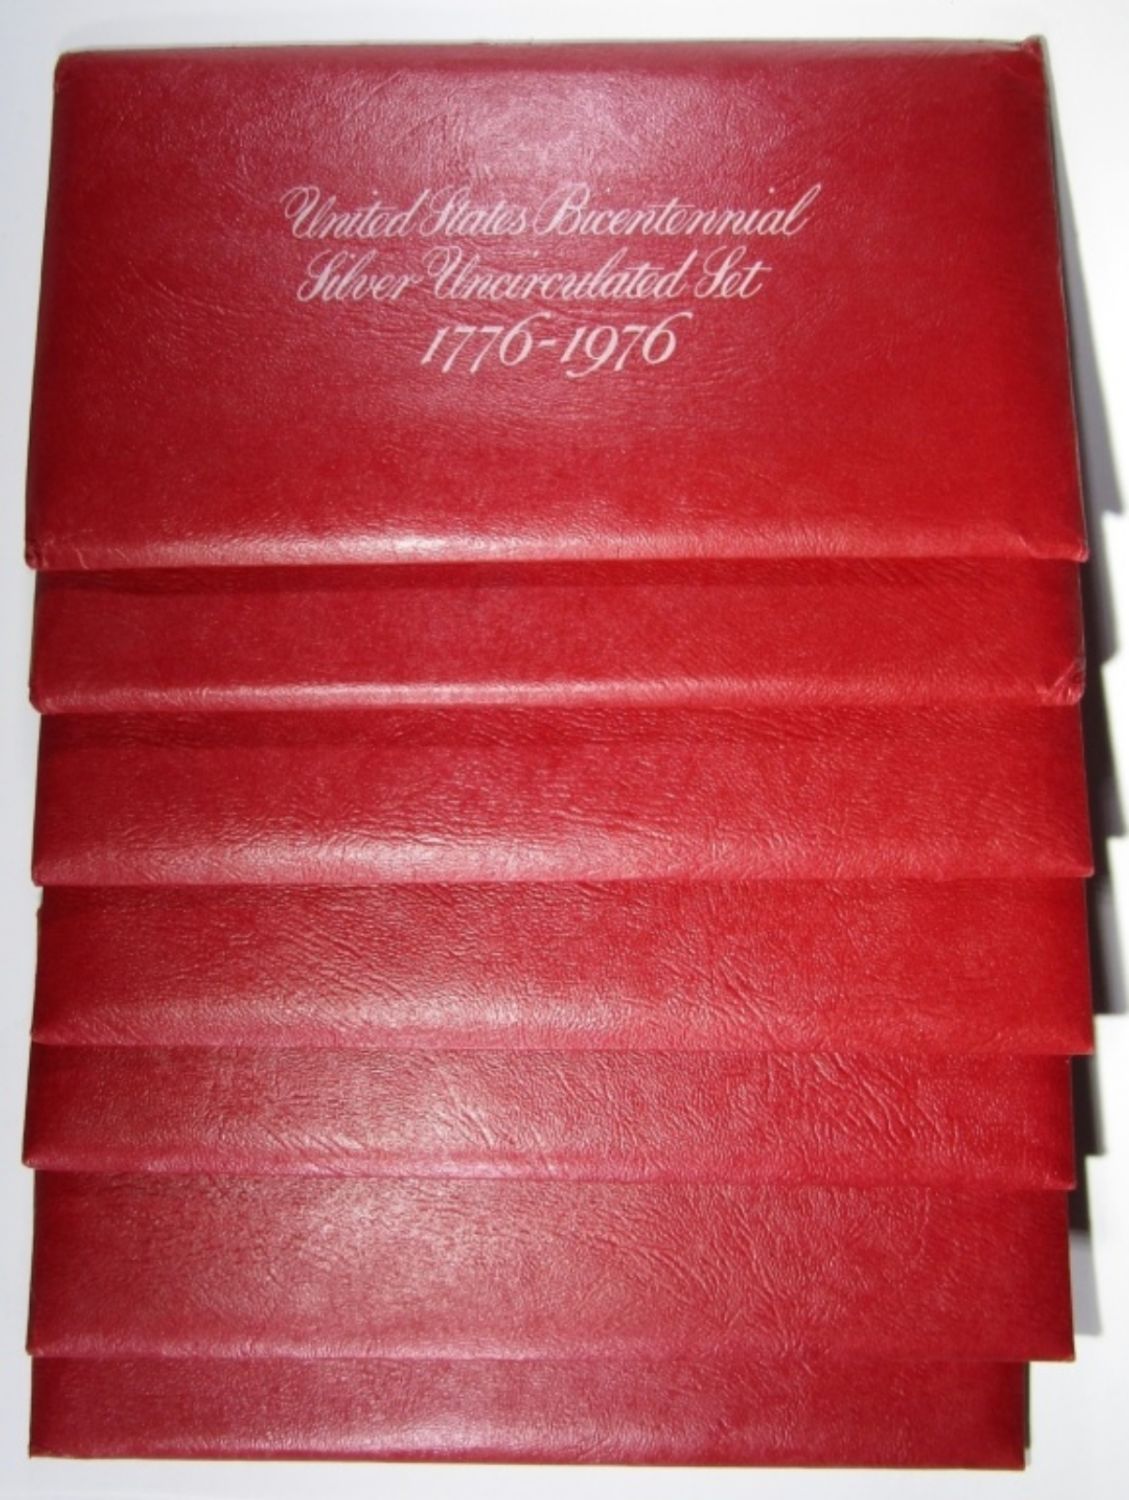 United States Bicentennial
Silver Uncirculated Set
1776-1976